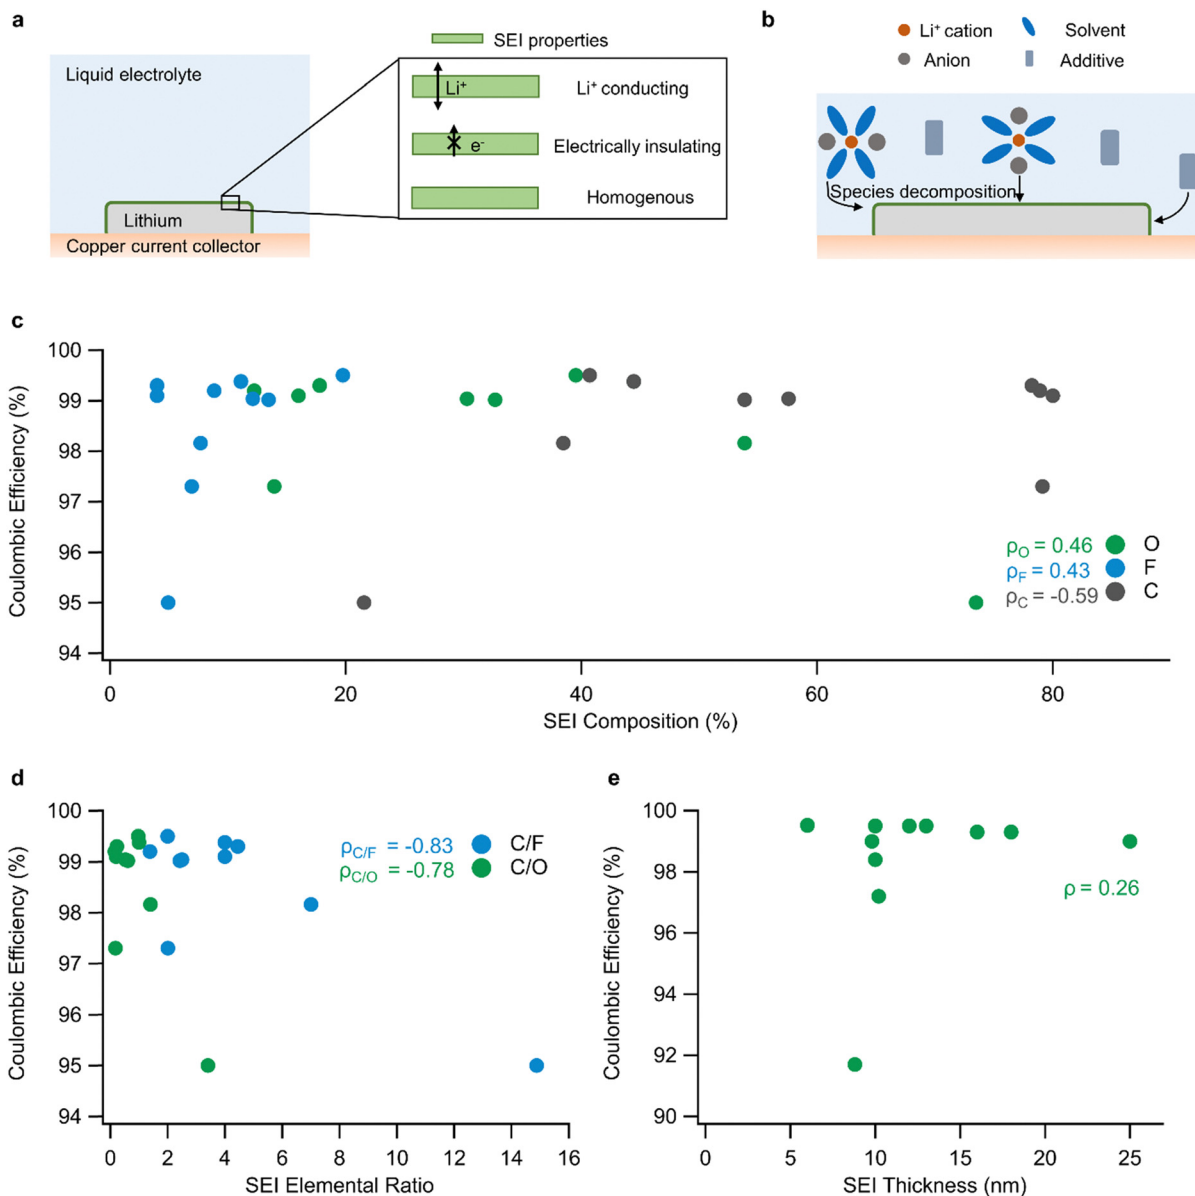 a
SEI properties
Liquid electrolyte
Li⁺
Li⁺ conducting
e⁻
Electrically insulating
Homogenous
Lithium
Copper current collector
b
Li⁺ cation
Solvent
Anion
Additive
Species decomposition
c
Coulombic Efficiency (%)
100
99
98
97
96
95
94
0
20
40
60
80
SEI Composition (%)
ρO = 0.46
O
ρF = 0.43
F
ρC = -0.59
C
d
Coulombic Efficiency (%)
100
99
98
97
96
95
94
0
2
4
6
8
10
12
14
16
SEI Elemental Ratio
ρC/F = -0.83
C/F
ρC/O = -0.78
C/O
e
Coulombic Efficiency (%)
100
98
96
94
92
90
0
5
10
15
20
25
SEI Thickness (nm)
ρ = 0.26